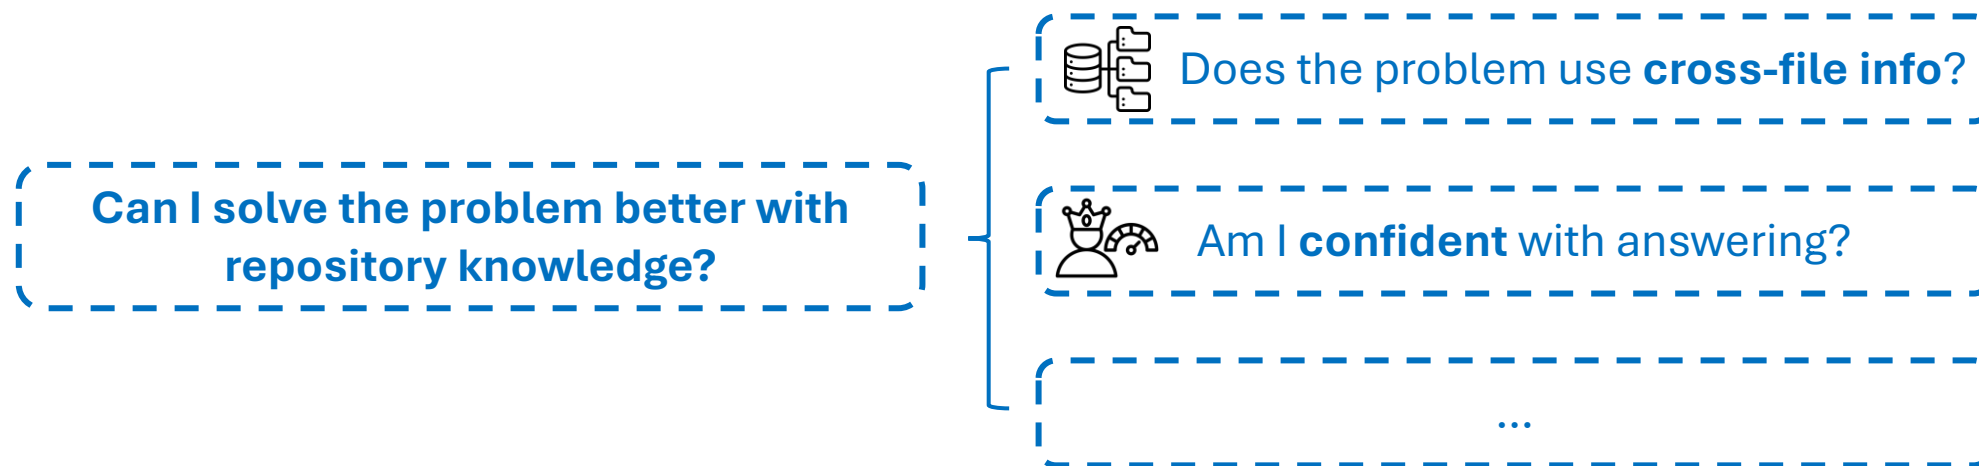 Does the problem use cross-file info?
Can I solve the problem better with
repository knowledge?
Am I confident with answering?
...